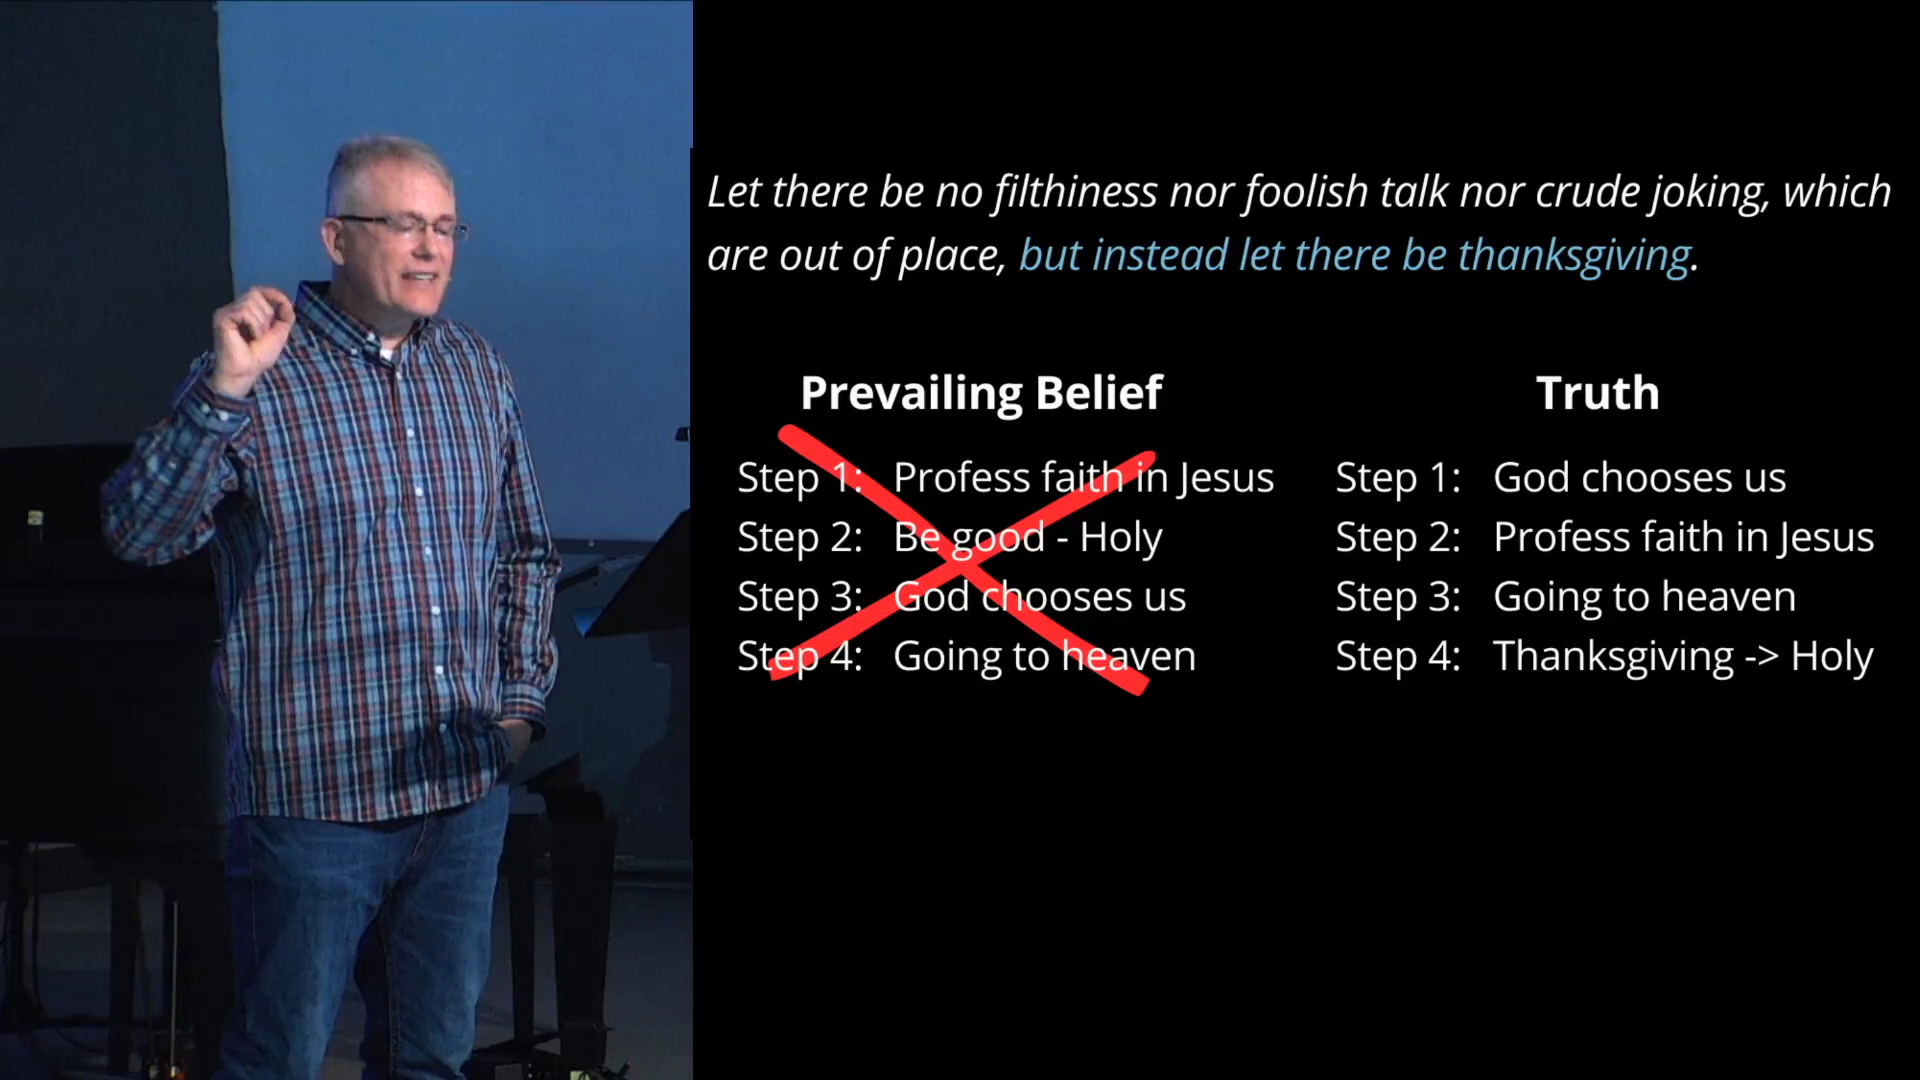 Let there be no filthiness nor foolish talk nor crude joking, which
are out of place, but instead let there be thanksgiving.
Prevailing Belief
Step 1: Profess faith in Jesus
Step 2: Be good - Holy
Step 3: God chooses us
Step 4: Going to heaven
Truth
Step 1: God chooses us
Step 2: Profess faith in Jesus
Step 3: Going to heaven
Step 4: Thanksgiving -> Holy